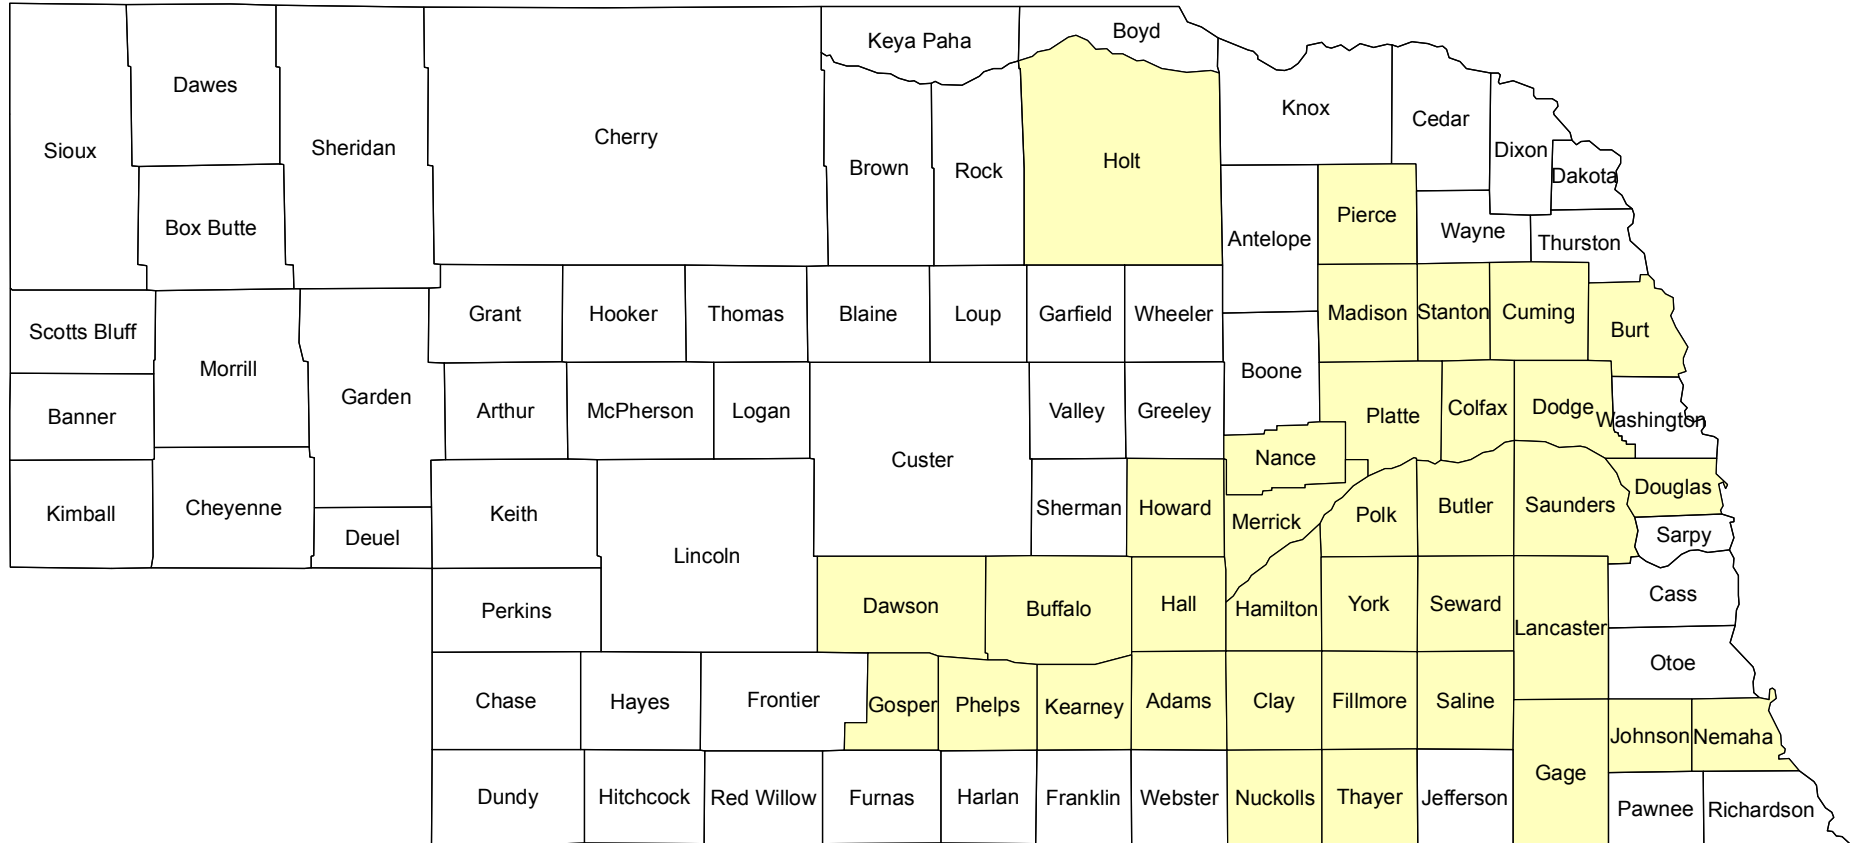 Keya Paha
Boyd
Dawes
Knox
Cedar
Sioux
Sheridan
Cherry
Brown
Rock
Holt
Dixon
Dakota
Box Butte
Pierce
Antelope
Wayne
Thurston
Scotts Bluff
Grant
Hooker
Thomas
Blaine
Loup
Garfield
Wheeler
Madison
Stanton
Cuming
Burt
Morrill
Garden
Boone
Banner
Arthur
McPherson
Logan
Valley
Greeley
Platte
Colfax
Dodge
Washington
Custer
Nance
Kimball
Cheyenne
Keith
Sherman
Howard
Merrick
Polk
Butler
Saunders
Douglas
Deuel
Lincoln
Sarpy
Perkins
Dawson
Buffalo
Hall
Hamilton
York
Seward
Lancaster
Cass
Otoe
Chase
Hayes
Frontier
Gosper
Phelps
Kearney
Adams
Clay
Fillmore
Saline
Johnson
Nemaha
Gage
Dundy
Hitchcock
Red Willow
Furnas
Harlan
Franklin
Webster
Nuckolls
Thayer
Jefferson
Pawnee
Richardson